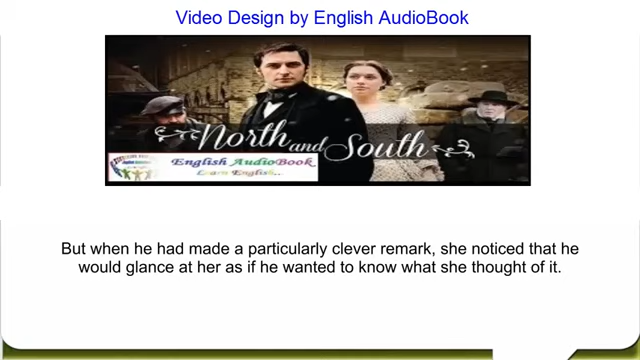 Video Design by English AudioBook
North and South
English AudioBook
Learn English...
But when he had made a particularly clever remark, she noticed that he
would glance at her as if he wanted to know what she thought of it.